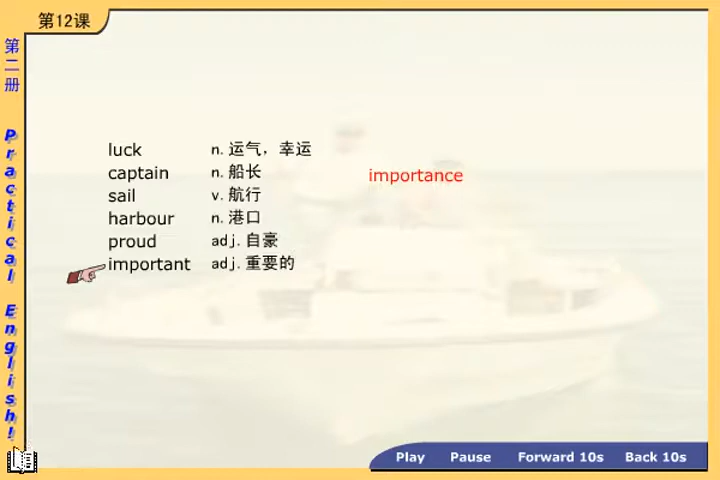 第12课
第二册
Practical English!
luck n. 运气，幸运
captain n. 船长
importance
sail v. 航行
harbour n. 港口
proud adj. 自豪
important adj. 重要的
Play Pause Forward 10s Back 10s